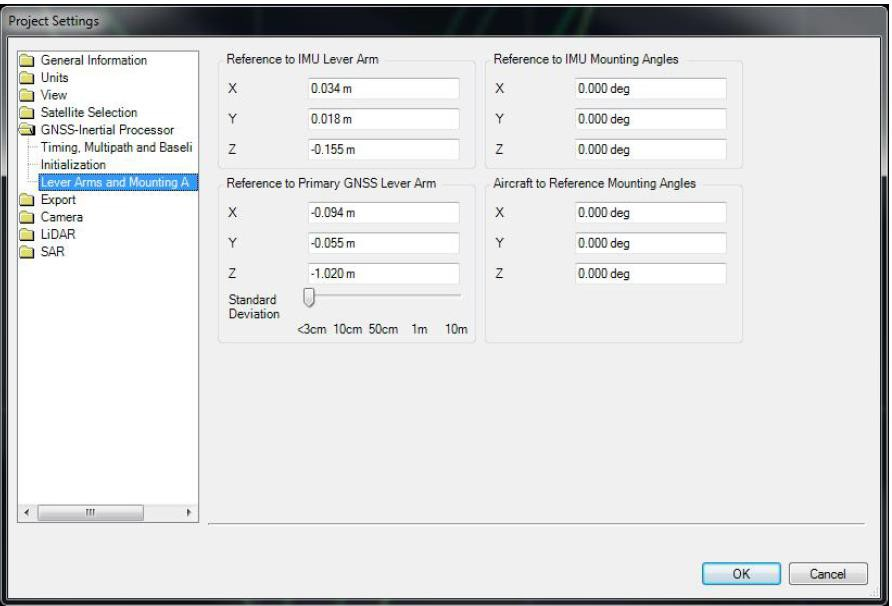 Project Settings
General Information
Units
View
Satellite Selection
GNSS-Inertial Processor
Timing, Multipath and Baseli
Initialization
Lever Arms and Mounting A
Export
Camera
LiDAR
SAR
Reference to IMU Lever Arm
X 0.034 m
Y 0.018 m
Z -0.155 m
Reference to IMU Mounting Angles
X 0.000 deg
Y 0.000 deg
Z 0.000 deg
Reference to Primary GNSS Lever Arm
X -0.094 m
Y -0.055 m
Z -1.020 m
Standard
Deviation
<3cm 10cm 50cm 1m 10m
Aircraft to Reference Mounting Angles
X 0.000 deg
Y 0.000 deg
Z 0.000 deg
OK Cancel